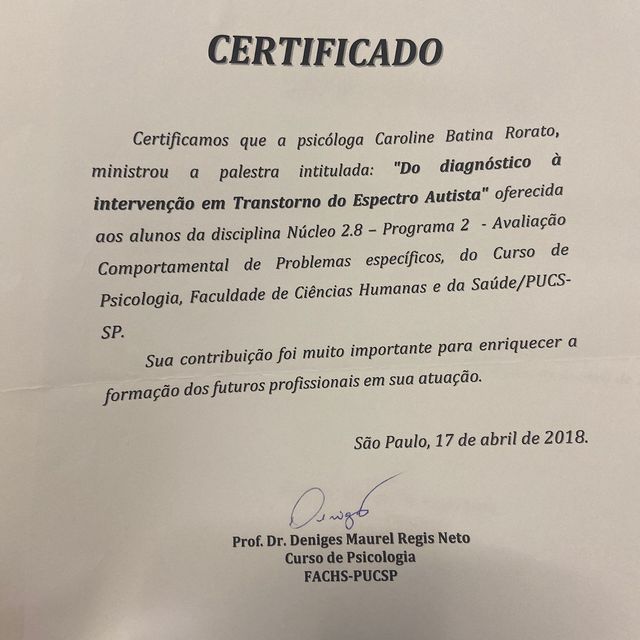 CERTIFICADO
Certificamos que a psicóloga Caroline Batina Rorato,
ministrou a palestra intitulada: "Do diagnóstico à
intervenção em Transtorno do Espectro Autista" oferecida
aos alunos da disciplina Núcleo 2.8 – Programa 2 - Avaliação
Comportamental de Problemas específicos, do Curso de
Psicologia, Faculdade de Ciências Humanas e da Saúde/PUCS-
SP.
Sua contribuição foi muito importante para enriquecer a
formação dos futuros profissionais em sua atuação.
São Paulo, 17 de abril de 2018.
Deniges
Prof. Dr. Deniges Maurel Regis Neto
Curso de Psicologia
FACHS-PUCSP